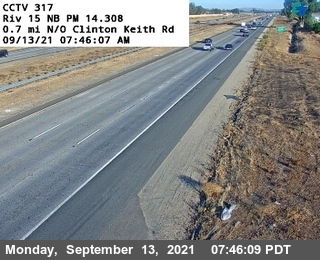 CCTV 317
Riv 15 NB PM 14.308
0.7 mi N/O Clinton Keith Rd
09/13/21 07:46:07 AM
Monday, September 13, 2021 07:46:09 PDT